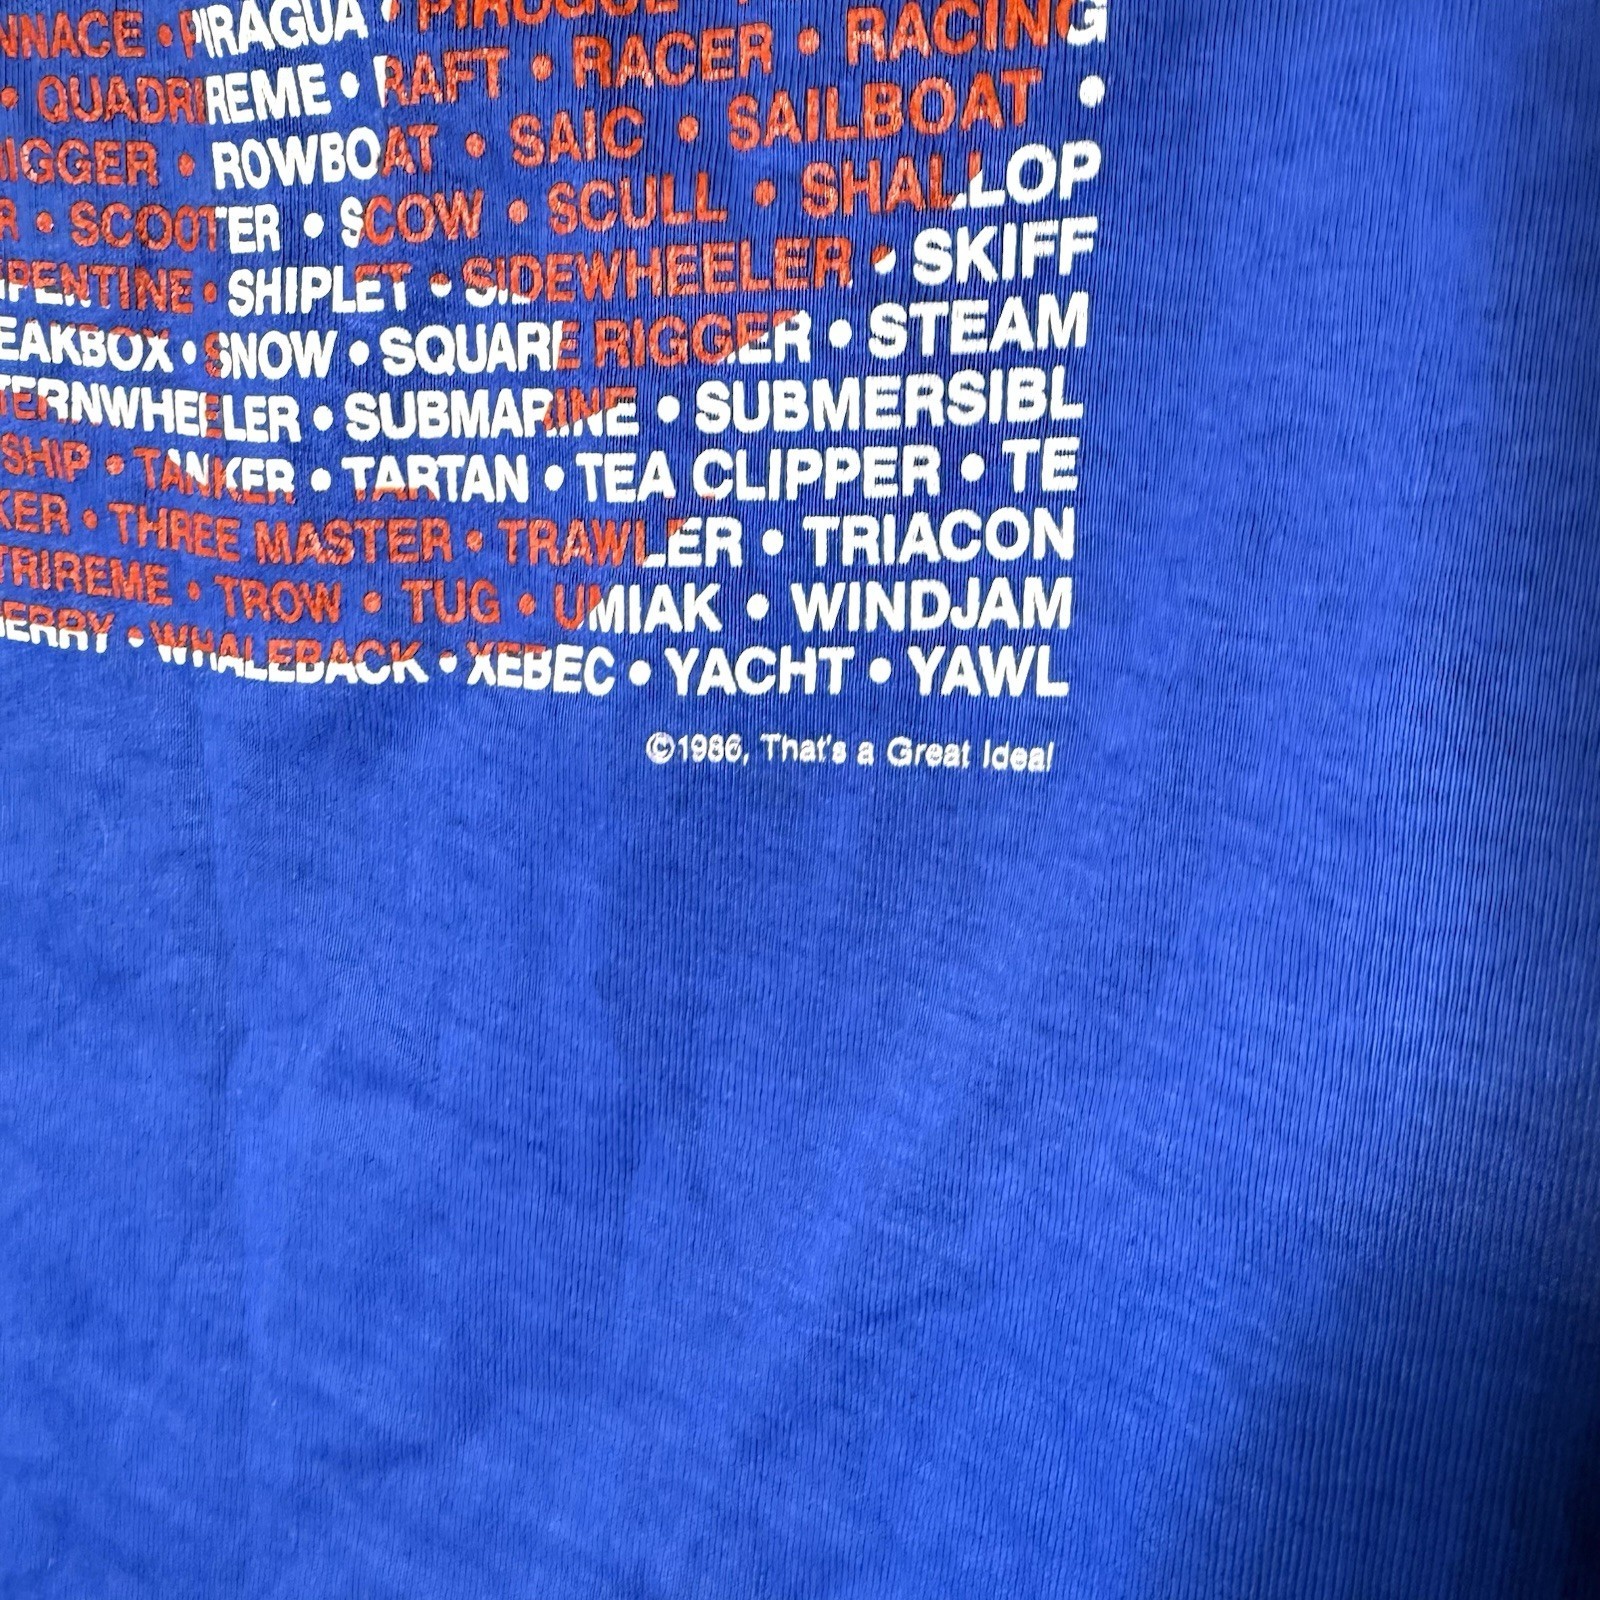 NNACE • PIRAGUA • PIROGUE
• QUADRIREME • RAFT • RACER • RACING
IGGER • ROWBOAT • SAIC • SAILBOAT •
R • SCOOTER • SCOW • SCULL • SHALLOP
PENTINE • SHIPLET • SIDEWHEELER • SKIFF
EAKBOX • SNOW • SQUARE RIGGER • STEAM
TERNWHEELER • SUBMARINE • SUBMERSIBL
SHIP • TANKER • TARTAN • TEA CLIPPER • TE
KER • THREE MASTER • TRAWLER • TRIACON
TRIREME • TROW • TUG • UMIAK • WINDJAM
ERRY • WHALEBACK • XEBEC • YACHT • YAWL
©1986, That's a Great Idea!